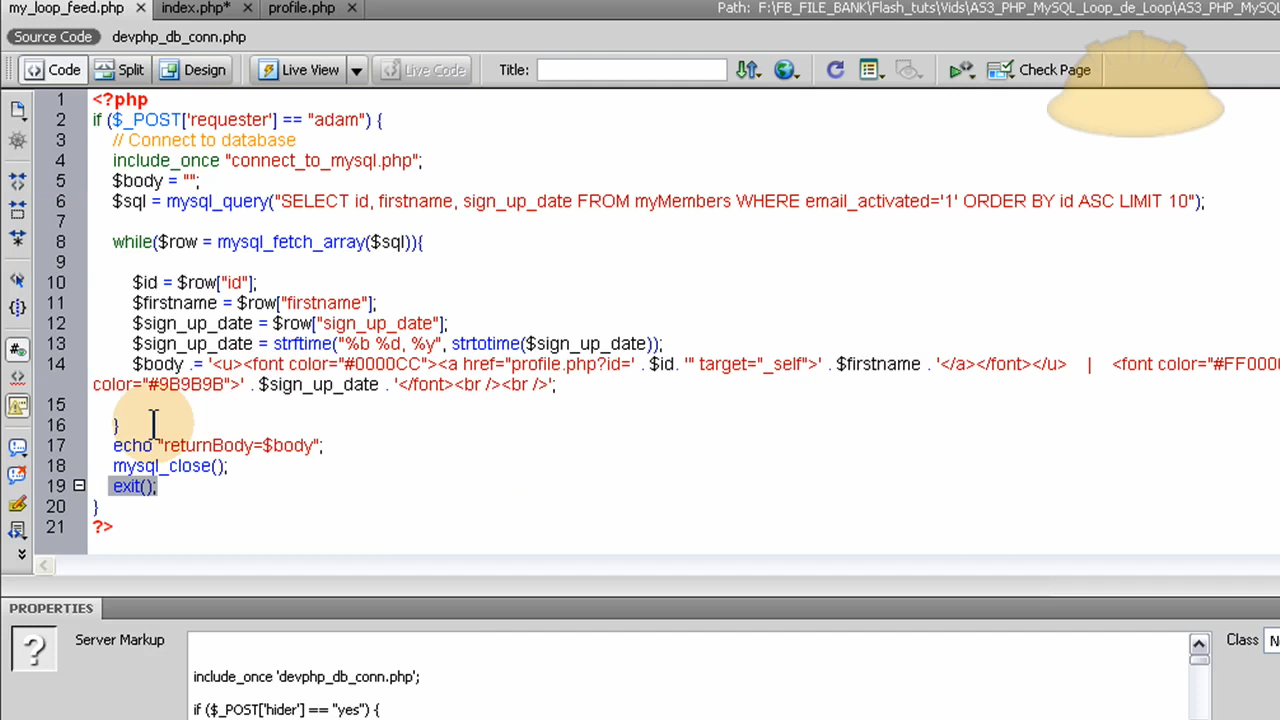 my_loop_feed.php × index.php* × profile.php × Path: F:\FB_FILE_BANK\Flash_tuts\Vids\AS3_PHP_MySQL_Loop_de_Loop\AS3_PHP_MySQL
Source Code devphp_db_conn.php
Code Split Design Live View Live Code Title: Check Page
1 <?php
2 if ($_POST['requester'] == "adam") {
3 // Connect to database
4 include_once "connect_to_mysql.php";
5 $body = "";
6 $sql = mysql_query("SELECT id, firstname, sign_up_date FROM myMembers WHERE email_activated='1' ORDER BY id ASC LIMIT 10");
7
8 while($row = mysql_fetch_array($sql)){
9
10 $id = $row["id"];
11 $firstname = $row["firstname"];
12 $sign_up_date = $row["sign_up_date"];
13 $sign_up_date = strftime("%b %d, %y", strtotime($sign_up_date));
14 $body .= '<u><font color="#0000CC"><a href="profile.php?id=' . $id. '" target="_self">' . $firstname . '</a></font></u> | <font color="#FF000
color="#9B9B9B">' . $sign_up_date . '</font><br /><br />';
15
16 }
17 echo "returnBody=$body";
18 mysql_close();
19 exit();
20 }
21 ?>
PROPERTIES
? Server Markup Class N
include_once 'devphp_db_conn.php';
if ($_POST['hider'] == "yes") {